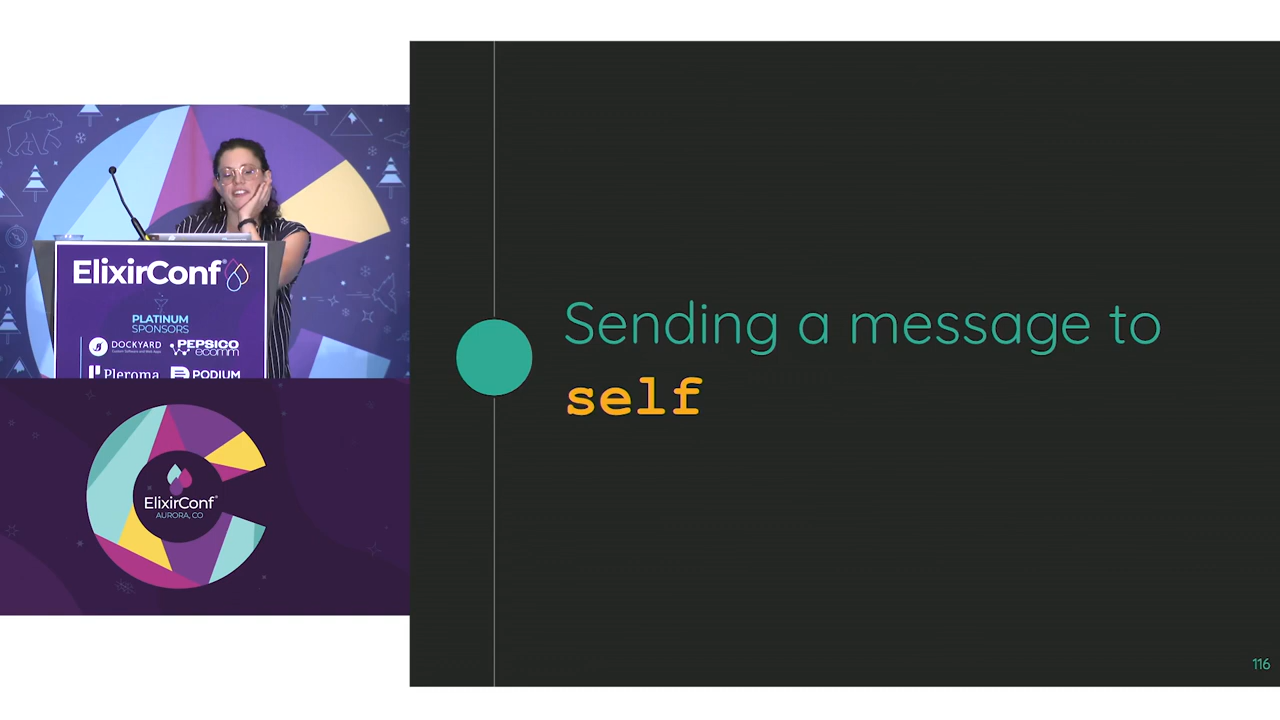 ElixirConf
PLATINUM
SPONSORS
DOCKYARD
PEPSICO
ecomm
Pleroma
PODIUM
ElixirConf
AURORA, CO
Sending a message to
self
116